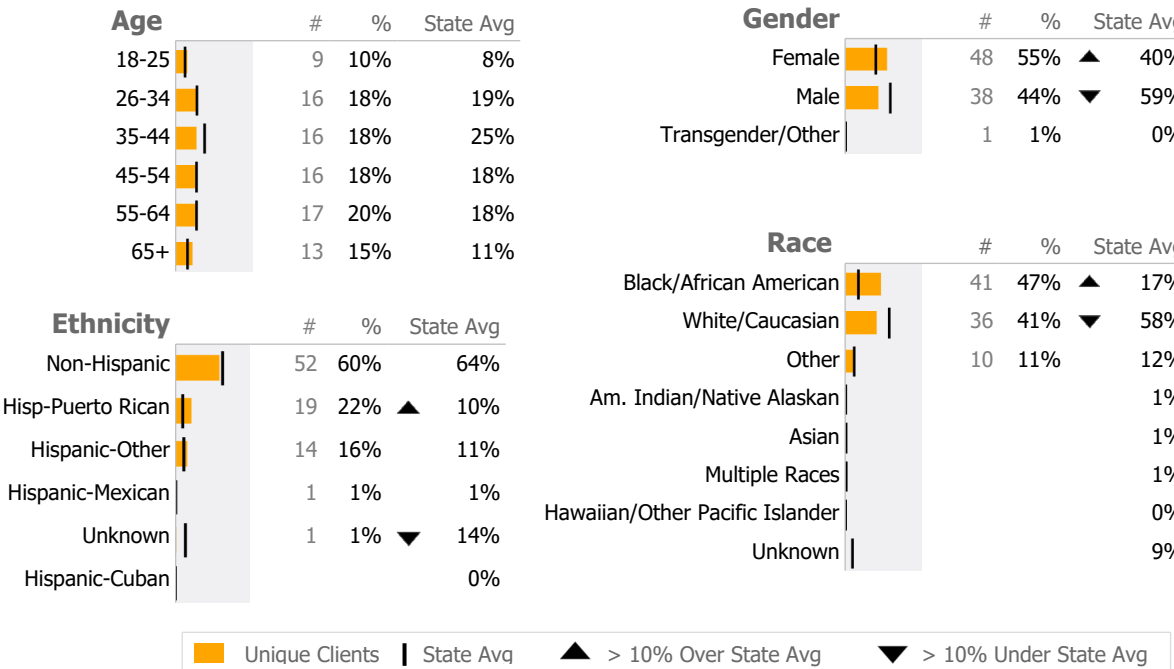 Age # % State Avg
18-25 9 10% 8%
26-34 16 18% 19%
35-44 16 18% 25%
45-54 16 18% 18%
55-64 17 20% 18%
65+ 13 15% 11%
Ethnicity # % State Avg
Non-Hispanic 52 60% 64%
Hisp-Puerto Rican 19 22% ▲ 10%
Hispanic-Other 14 16% 11%
Hispanic-Mexican 1 1% 1%
Unknown 1 1% ▼ 14%
Hispanic-Cuban 0%
Gender # % State Avg
Female 48 55% ▲ 40%
Male 38 44% ▼ 59%
Transgender/Other 1 1% 0%
Race # % State Avg
Black/African American 41 47% ▲ 17%
White/Caucasian 36 41% ▼ 58%
Other 10 11% 12%
Am. Indian/Native Alaskan 1%
Asian 1%
Multiple Races 1%
Hawaiian/Other Pacific Islander 0%
Unknown 9%
Unique Clients State Avg ▲ > 10% Over State Avg ▼ > 10% Under State Avg